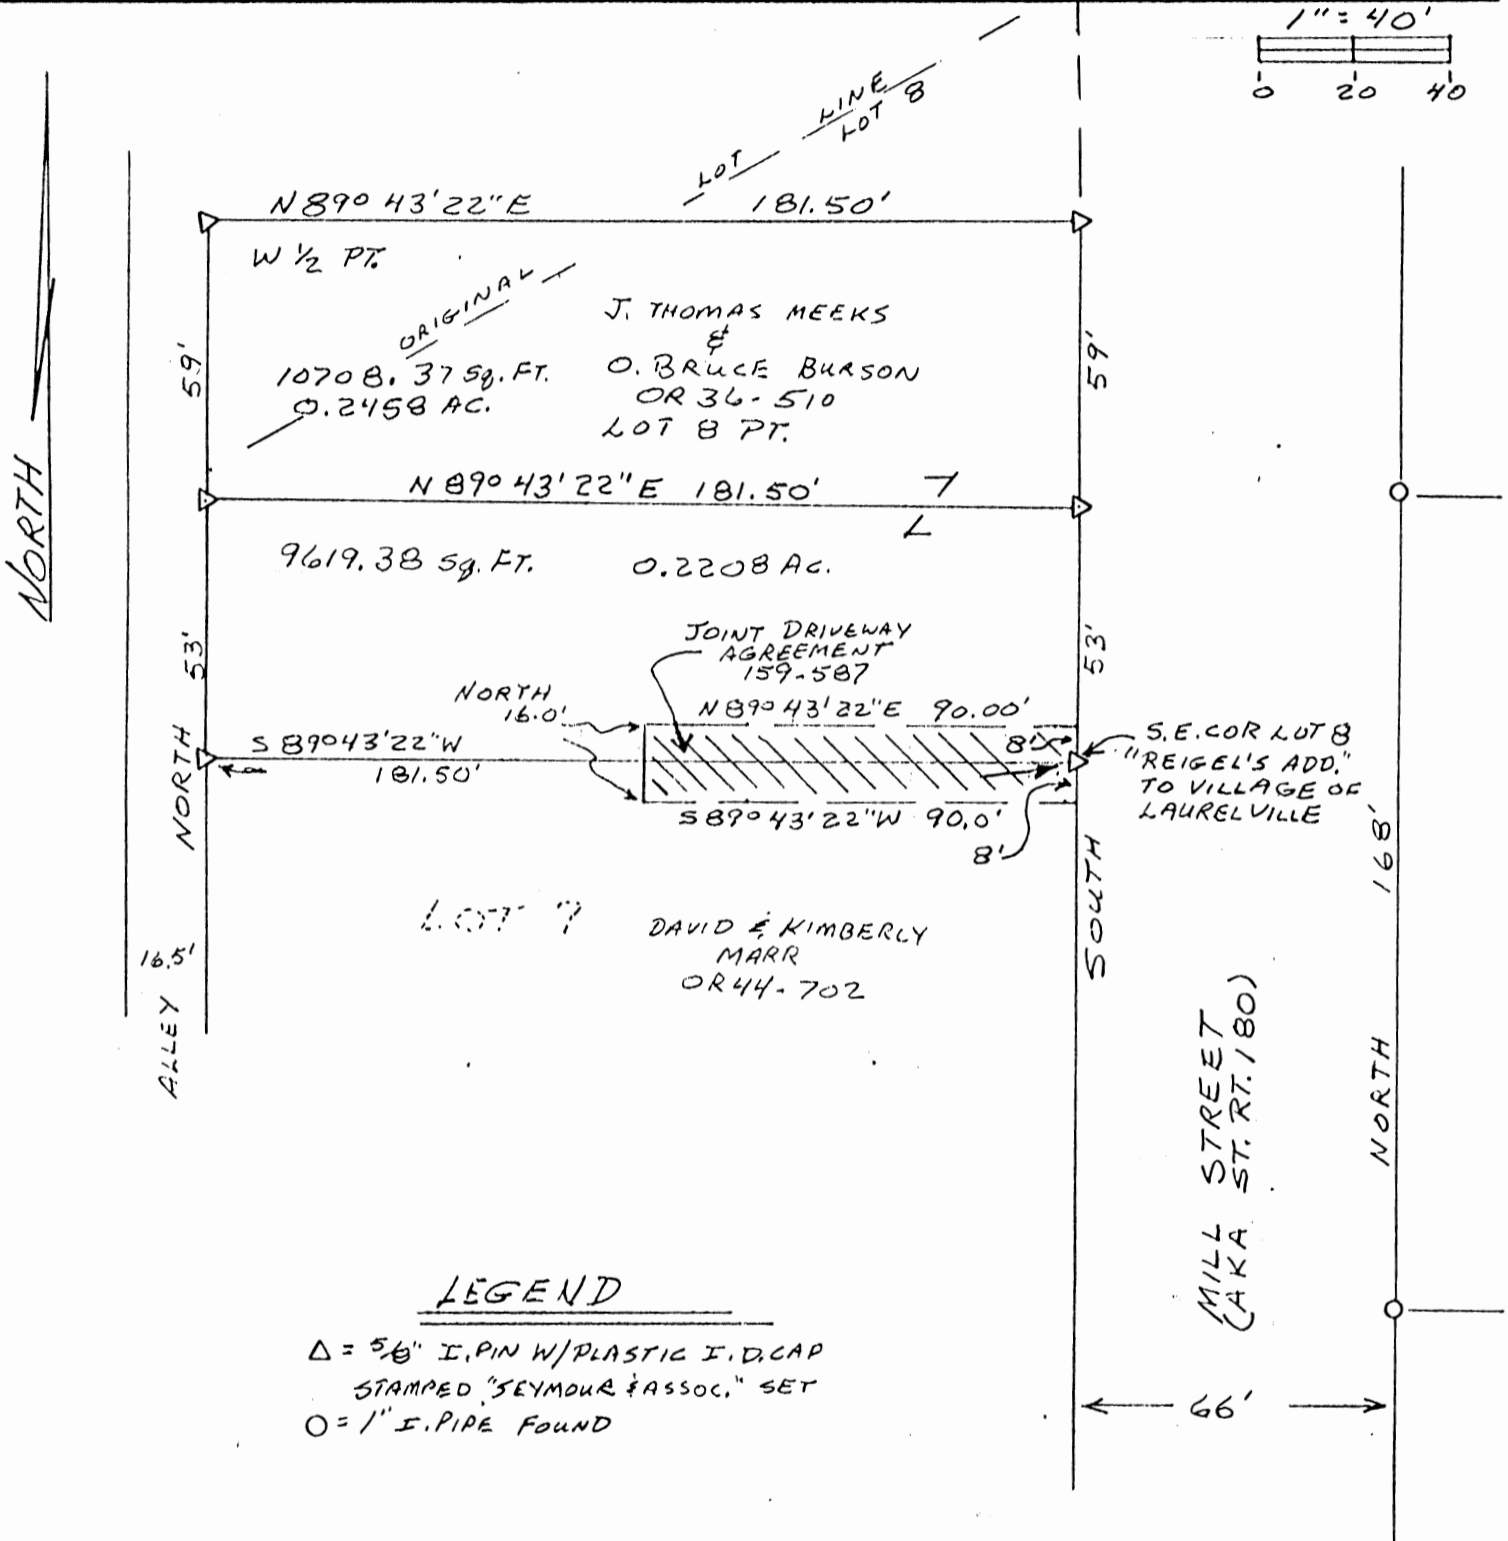 1" = 40'
0 20 40
NORTH
LOT LINE
LOT 8
N 89° 43' 22" E 181.50'
W 1/2 PT.
ORIGINAL
59'
10708.37 Sq. FT.
0.2458 AC.
J. THOMAS MEEKS
&
O. BRUCE BURSON
OR 36-510
LOT 8 PT.
59'
N 89° 43' 22" E 181.50'
9619.38 Sq. FT. 0.2208 AC.
53'
JOINT DRIVEWAY
AGREEMENT
159-587
53'
NORTH
16.0'
N 89° 43' 22" E 90.00'
NORTH
S 89° 43' 22" W
181.50'
8'
S.E. COR LOT 8
"REIGEL'S ADD."
TO VILLAGE OF
LAURELVILLE
S 89° 43' 22" W 90.0'
8'
SOUTH
168'
LOT 7
DAVID & KIMBERLY
MARR
OR 44-702
16.5'
ALLEY
MILL STREET
(AKA ST. RT. 180)
NORTH
LEGEND
△ = 5/8" I. PIN W/PLASTIC I.D. CAP
STAMPED "SEYMOUR & ASSOC." SET
○ = 1" I. PIPE FOUND
66'